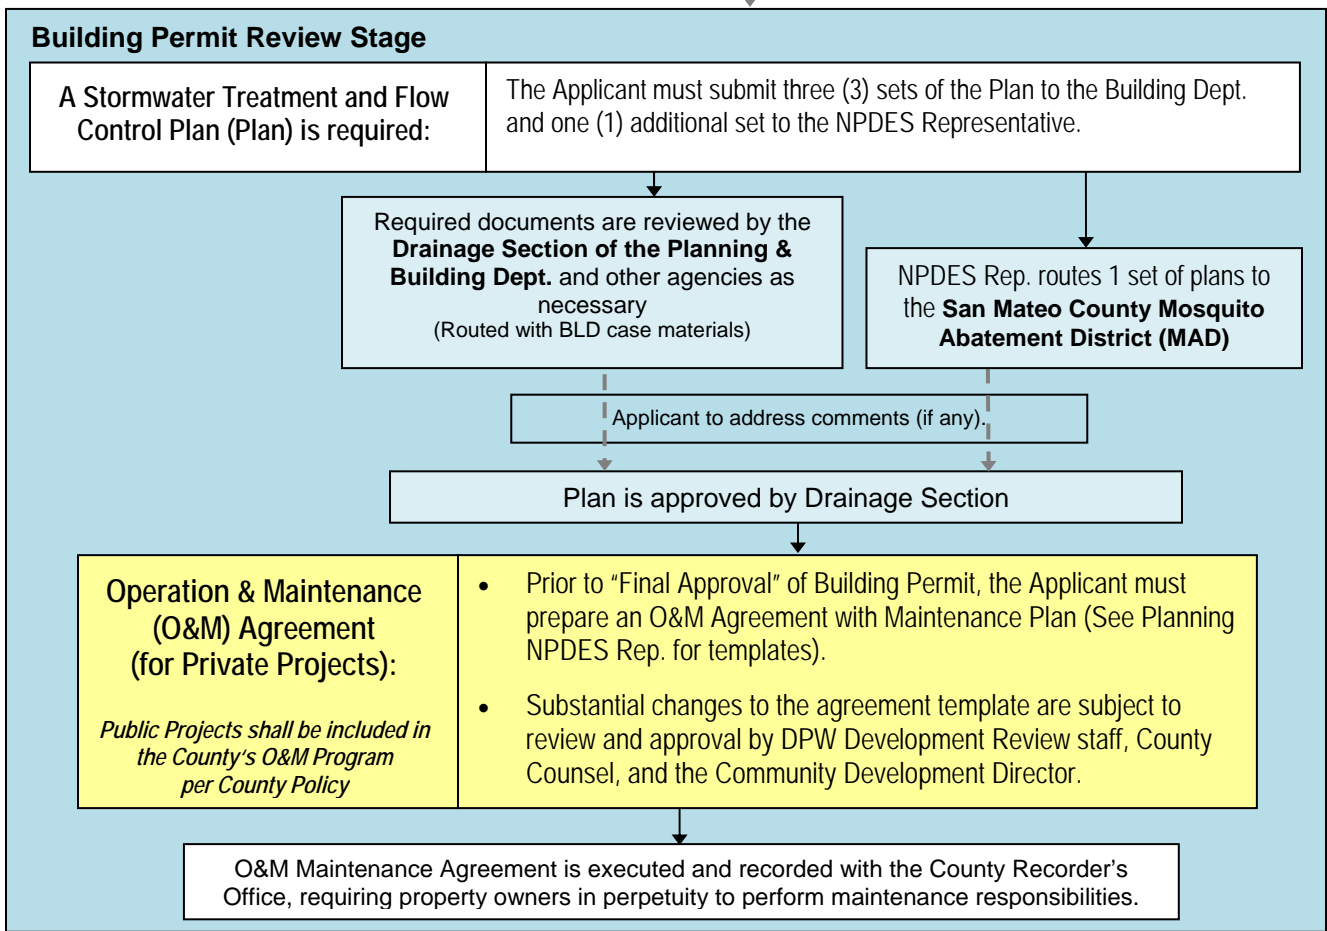 Building Permit Review Stage
A Stormwater Treatment and Flow
Control Plan (Plan) is required:
The Applicant must submit three (3) sets of the Plan to the Building Dept.
and one (1) additional set to the NPDES Representative.
Required documents are reviewed by the
Drainage Section of the Planning &
Building Dept. and other agencies as
necessary
(Routed with BLD case materials)
NPDES Rep. routes 1 set of plans to
the San Mateo County Mosquito
Abatement District (MAD)
Applicant to address comments (if any).
Plan is approved by Drainage Section
Operation & Maintenance
(O&M) Agreement
(for Private Projects):
Public Projects shall be included in
the County's O&M Program
per County Policy
• Prior to "Final Approval" of Building Permit, the Applicant must
prepare an O&M Agreement with Maintenance Plan (See Planning
NPDES Rep. for templates).
• Substantial changes to the agreement template are subject to
review and approval by DPW Development Review staff, County
Counsel, and the Community Development Director.
O&M Maintenance Agreement is executed and recorded with the County Recorder's
Office, requiring property owners in perpetuity to perform maintenance responsibilities.